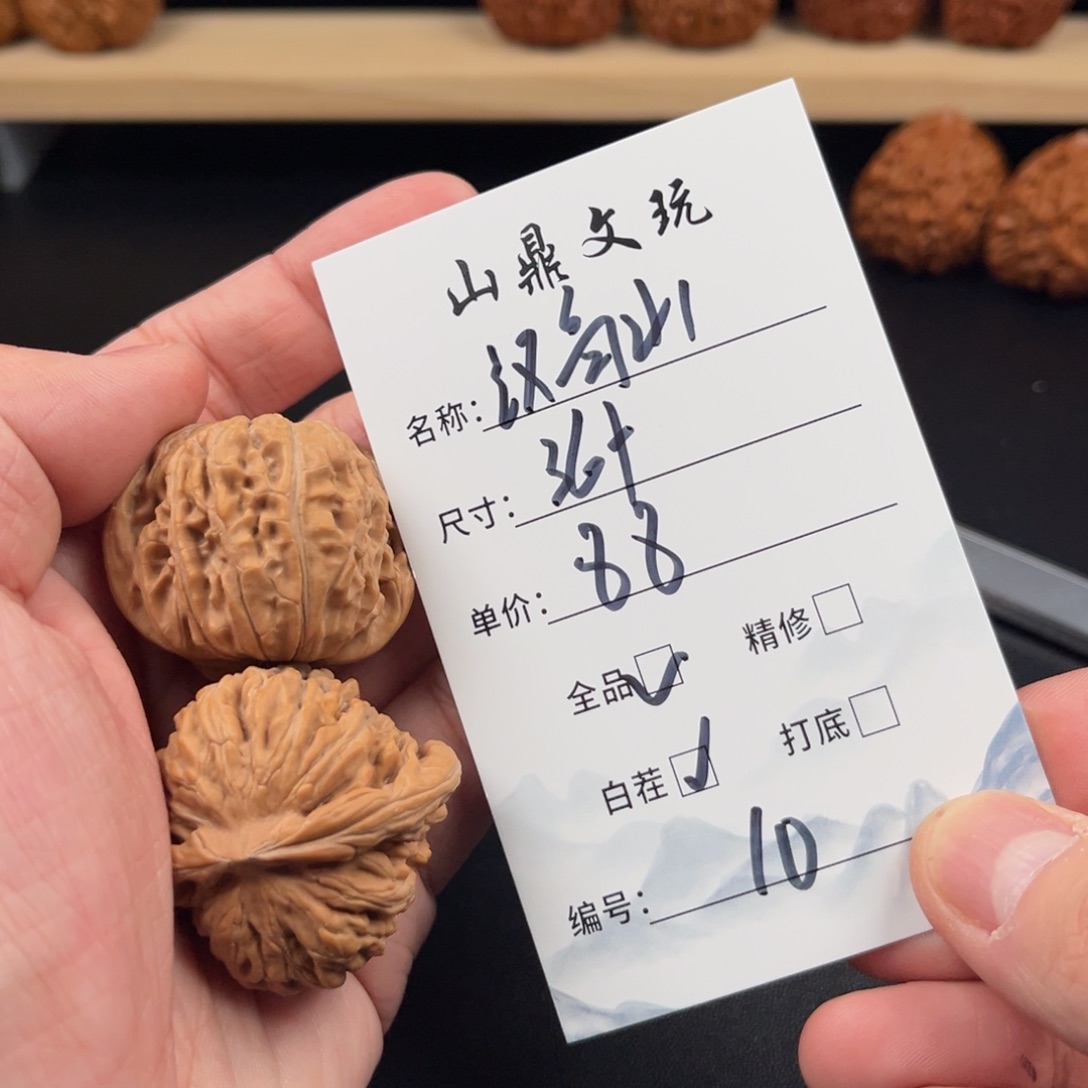 山鼎文玩
名称：
尺寸：36+
单价：88
全品☑ 精修☐
白茬☑ 打底☐
编号：10